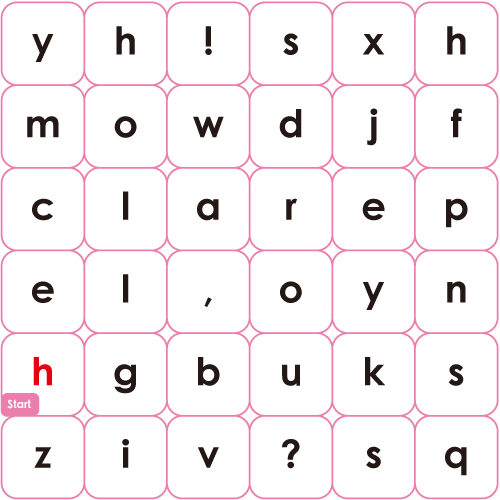 y h ! s x h
m o w d j f
c l a r e p
e l , o y n
h g b u k s
Start
z i v ? s q